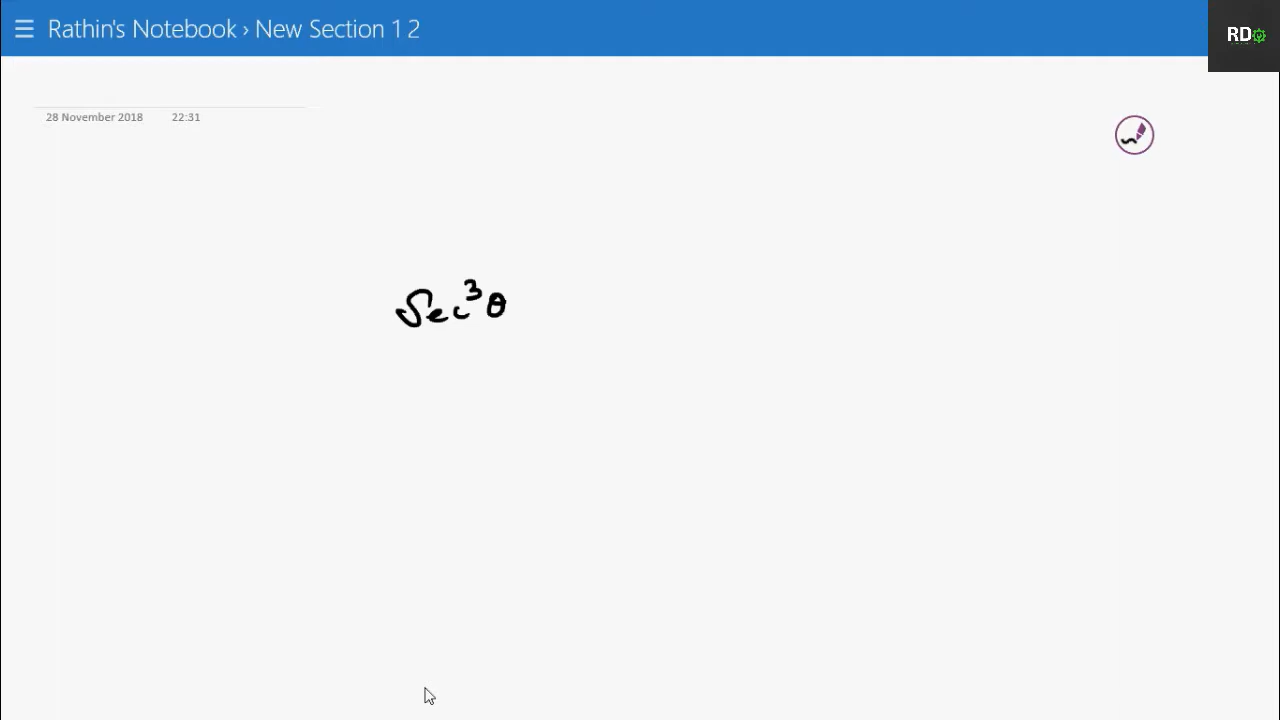 Rathin's Notebook › New Section 1 2
RD
28 November 2018 22:31
Sec³θ